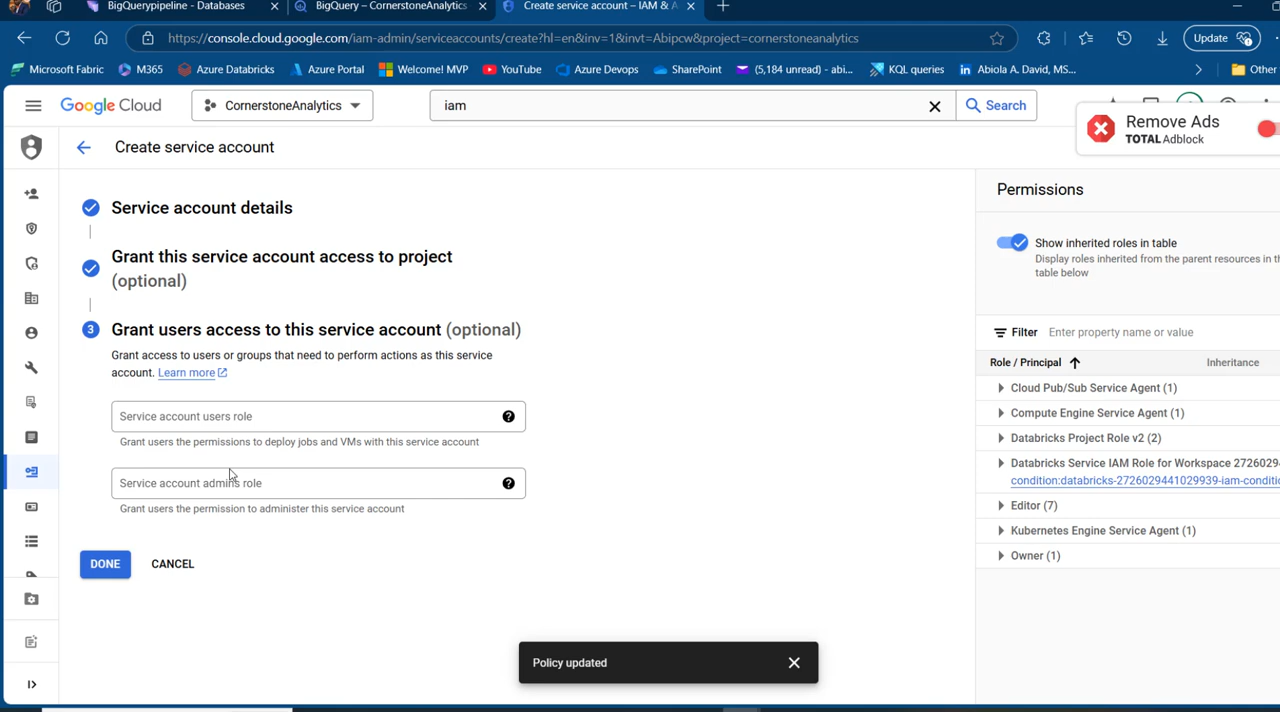 BigQuerypipeline - Databases
BigQuery – CornerstoneAnalytics
Create service account – IAM & A
https://console.cloud.google.com/iam-admin/serviceaccounts/create?hl=en&inv=1&invt=Abipcw&project=cornerstoneanalytics
Update
Microsoft Fabric
M365
Azure Databricks
Azure Portal
Welcome! MVP
YouTube
Azure Devops
SharePoint
(5,184 unread) - abi...
KQL queries
Abiola A. David, MS...
Other
Google Cloud
CornerstoneAnalytics
iam
Search
Remove Ads
TOTAL Adblock
Create service account
Service account details
Grant this service account access to project
(optional)
3
Grant users access to this service account (optional)
Grant access to users or groups that need to perform actions as this service
account. Learn more
Service account users role
Grant users the permissions to deploy jobs and VMs with this service account
Service account admins role
Grant users the permission to administer this service account
DONE
CANCEL
Permissions
Show inherited roles in table
Display roles inherited from the parent resources in th
table below
Filter
Enter property name or value
Role / Principal
Inheritance
Cloud Pub/Sub Service Agent (1)
Compute Engine Service Agent (1)
Databricks Project Role v2 (2)
Databricks Service IAM Role for Workspace 2726029
condition:databricks-2726029441029939-iam-conditio
Editor (7)
Kubernetes Engine Service Agent (1)
Owner (1)
Policy updated